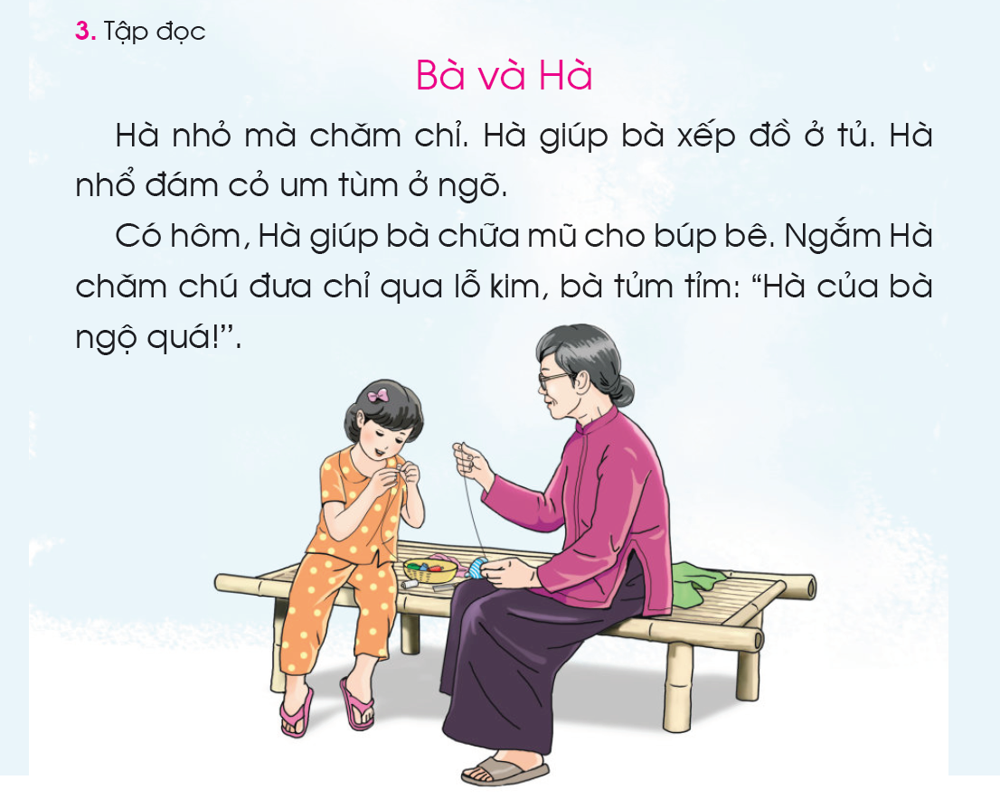 3. Tập đọc
Bà và Hà
Hà nhỏ mà chăm chỉ. Hà giúp bà xếp đồ ở tủ. Hà
nhổ đám cỏ um tùm ở ngõ.
Có hôm, Hà giúp bà chữa mũ cho búp bê. Ngắm Hà
chăm chú đưa chỉ qua lỗ kim, bà tủm tỉm: “Hà của bà
ngộ quá!”.